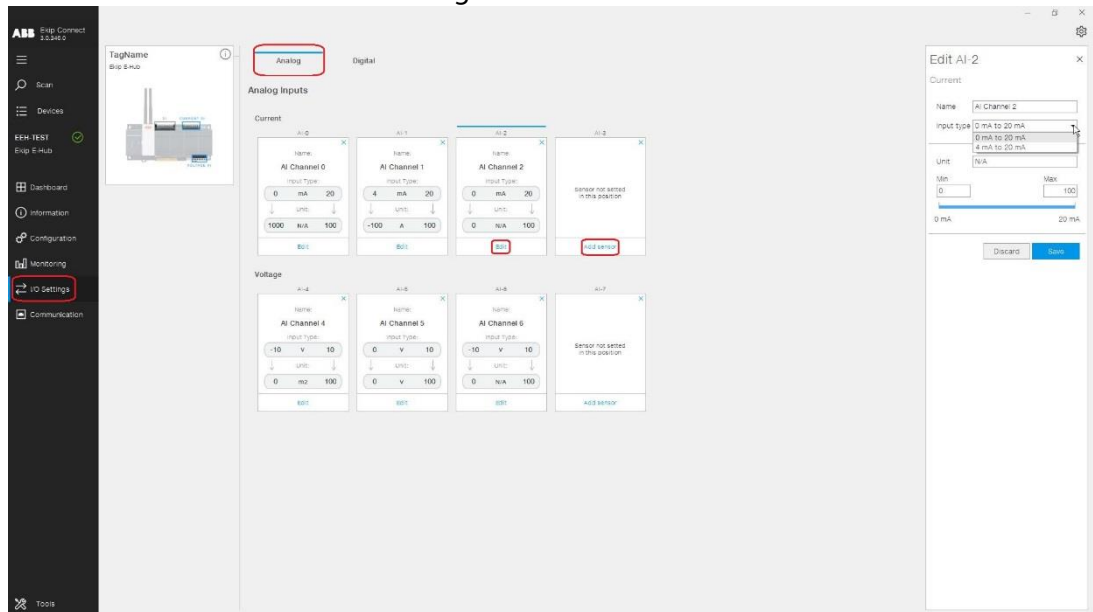 ABB Ekip Connect
3.0.348.0
Scan
Devices
EEH-TEST
Ekip E-Hub
Dashboard
Information
Configuration
Monitoring
I/O Settings
Communication
Tools
TagName
Ekip E-Hub
Analog Digital
Analog Inputs
Current
AI-0 AI-1 AI-2 AI-2
Name: Name: Name:
AI Channel 0 AI Channel 1 AI Channel 2
Input Type: Input Type: Input Type: Sensor not setted
0 mA 20 4 mA 20 0 mA 20 in this position
Unit: Unit: Unit:
1000 N/A 100 -100 A 100 0 N/A 100
Edit Edit Edit Add sensor
Voltage
AI-4 AI-5 AI-6 AI-7
Name: Name: Name:
AI Channel 4 AI Channel 5 AI Channel 6
Input Type: Input Type: Input Type: Sensor not setted
-10 V 10 0 V 10 -10 V 10 in this position
Unit: Unit: Unit:
0 m2 100 0 V 100 0 N/A 100
Edit Edit Edit Add sensor
Edit AI-2
Current
Name AI Channel 2
Input type 0 mA to 20 mA
0 mA to 20 mA
4 mA to 20 mA
Unit N/A
Min Max
0 100
0 mA 20 mA
Discard Save